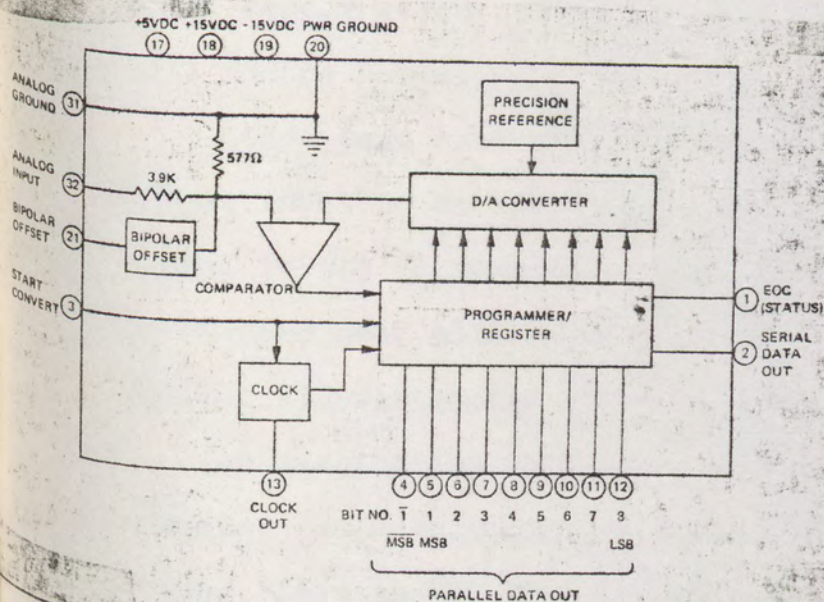 +5VDC +15VDC -15VDC PWR GROUND
17 18 19 20
ANALOG
GROUND
31
PRECISION
REFERENCE
577Ω
ANALOG
INPUT
32
3.9K
D/A CONVERTER
BIPOLAR
OFFSET
21
BIPOLAR
OFFSET
COMPARATOR
START
CONVERT
3
PROGRAMMER/
REGISTER
1
EOC
(STATUS)
2
SERIAL
DATA
OUT
CLOCK
13
CLOCK
OUT
4 5 6 7 8 9 10 11 12
BIT NO. 1̅ 1 2 3 4 5 6 7 8
M̅S̅B̅ MSB LSB
PARALLEL DATA OUT